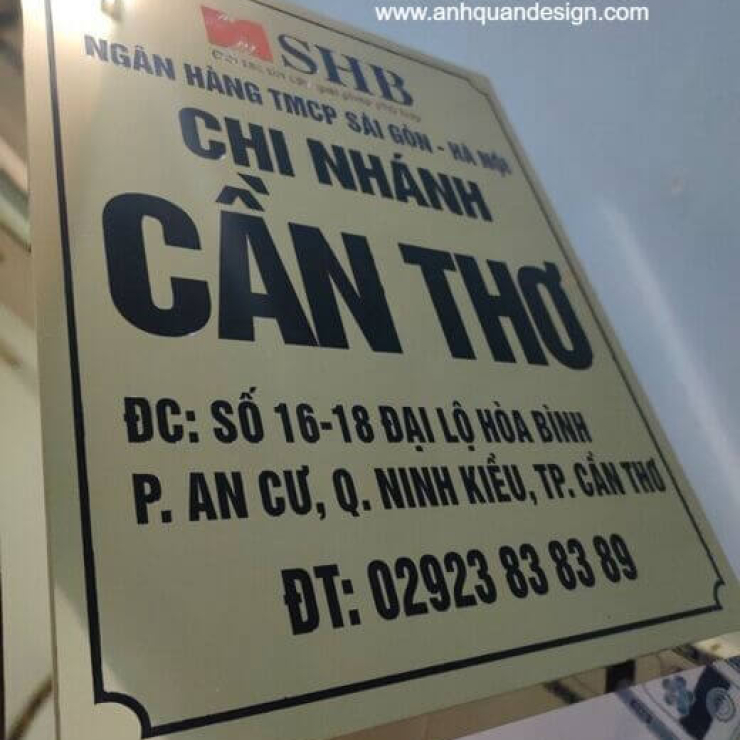 www.anhquandesign.com
SHB
NGÂN HÀNG TMCP SÀI GÒN - HÀ NỘI
CHI NHÁNH
CẦN THƠ
ĐC: SỐ 16-18 ĐẠI LỘ HÒA BÌNH
P. AN CƯ, Q. NINH KIỀU, TP. CẦN THƠ
ĐT: 02923 83 83 89